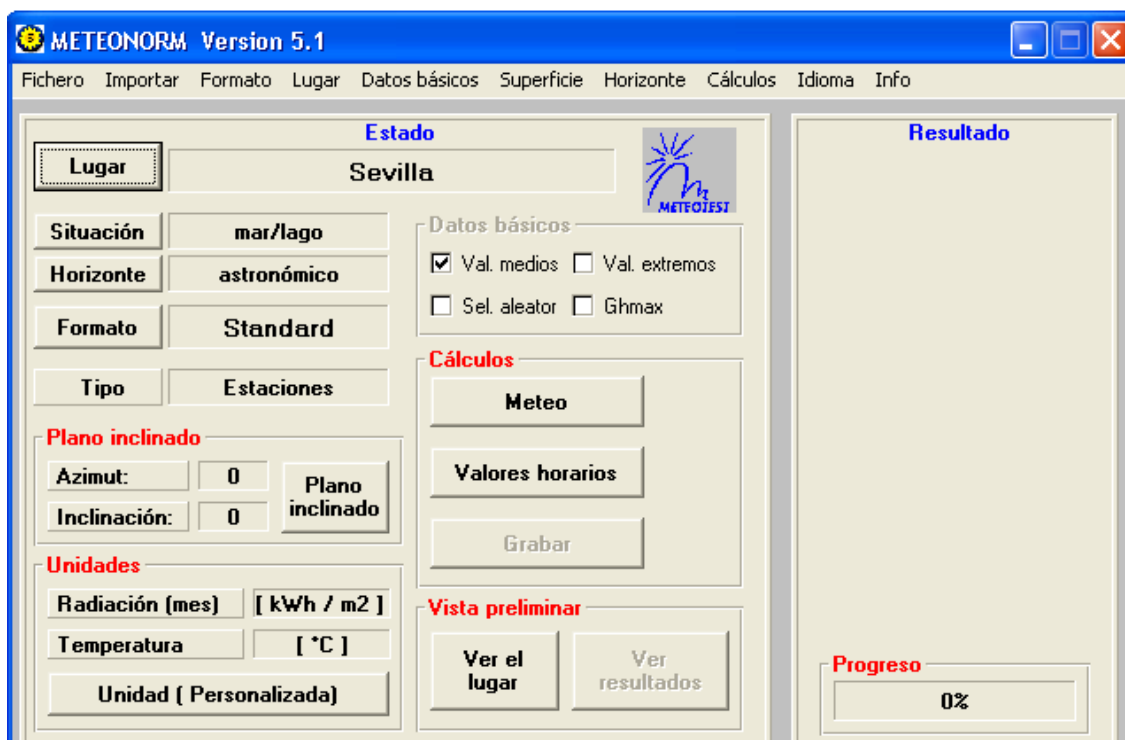 METEONORM Version 5.1
Fichero Importar Formato Lugar Datos básicos Superficie Horizonte Cálculos Idioma Info
Estado
Lugar
Sevilla
METEOTEST
Situación
mar/lago
Horizonte
astronómico
Formato
Standard
Tipo
Estaciones
Datos básicos
Val. medios
Val. extremos
Sel. aleator
Ghmax
Plano inclinado
Azimut:
0
Inclinación:
0
Plano
inclinado
Cálculos
Meteo
Valores horarios
Grabar
Unidades
Radiación (mes)
[ kWh / m2 ]
Temperatura
[ °C ]
Unidad ( Personalizada)
Vista preliminar
Ver el
lugar
Ver
resultados
Resultado
Progreso
0%